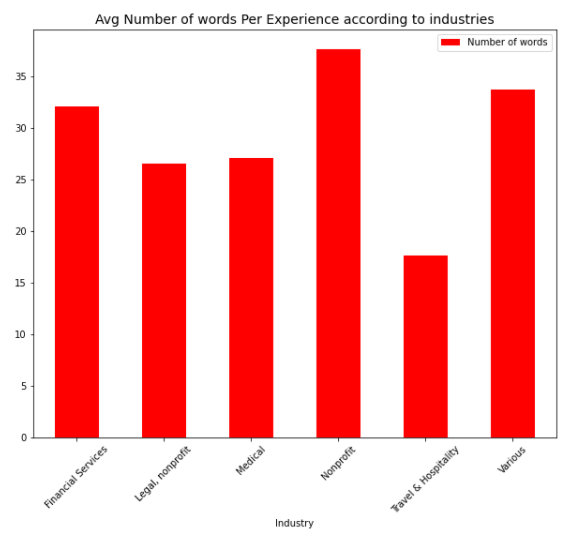 Avg Number of words Per Experience according to industries
Number of words
35
30
25
20
15
10
5
0
Financial Services
Legal, nonprofit
Medical
Nonprofit
Travel & Hospitality
Various
Industry